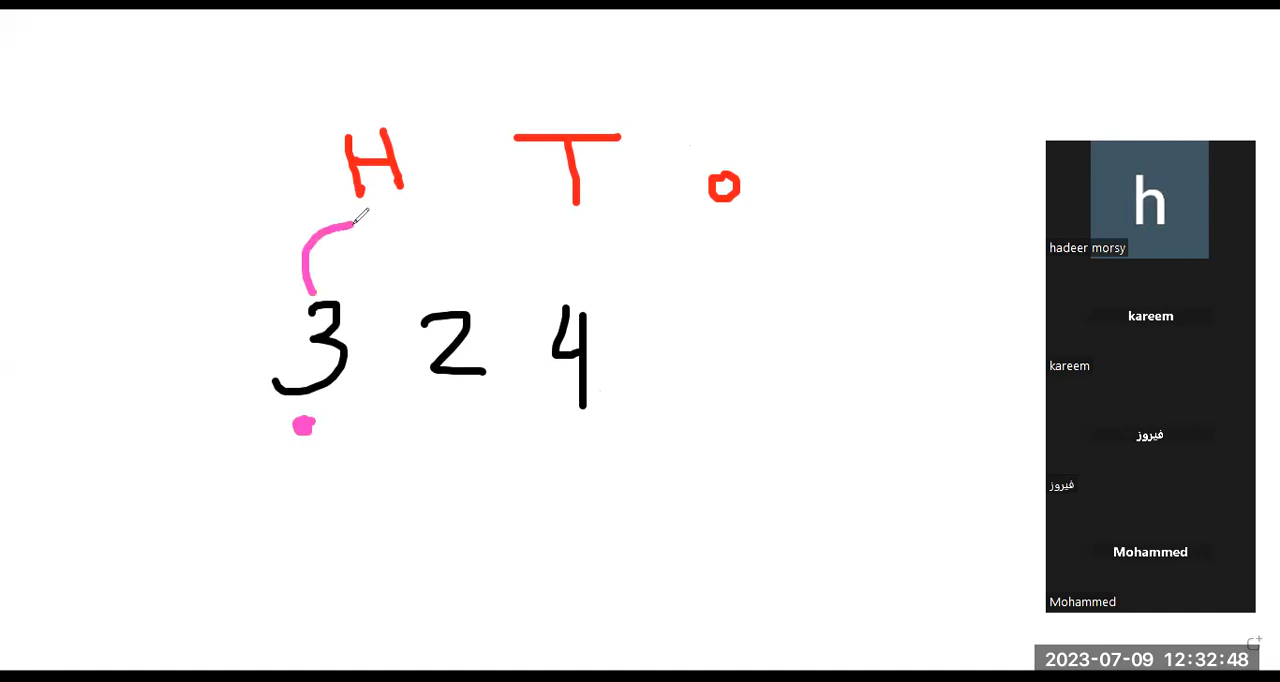 H T o
3 2 4
h
hadeer morsy
kareem
kareem
فيروز
فيروز
Mohammed
Mohammed
2023-07-09 12:32:48